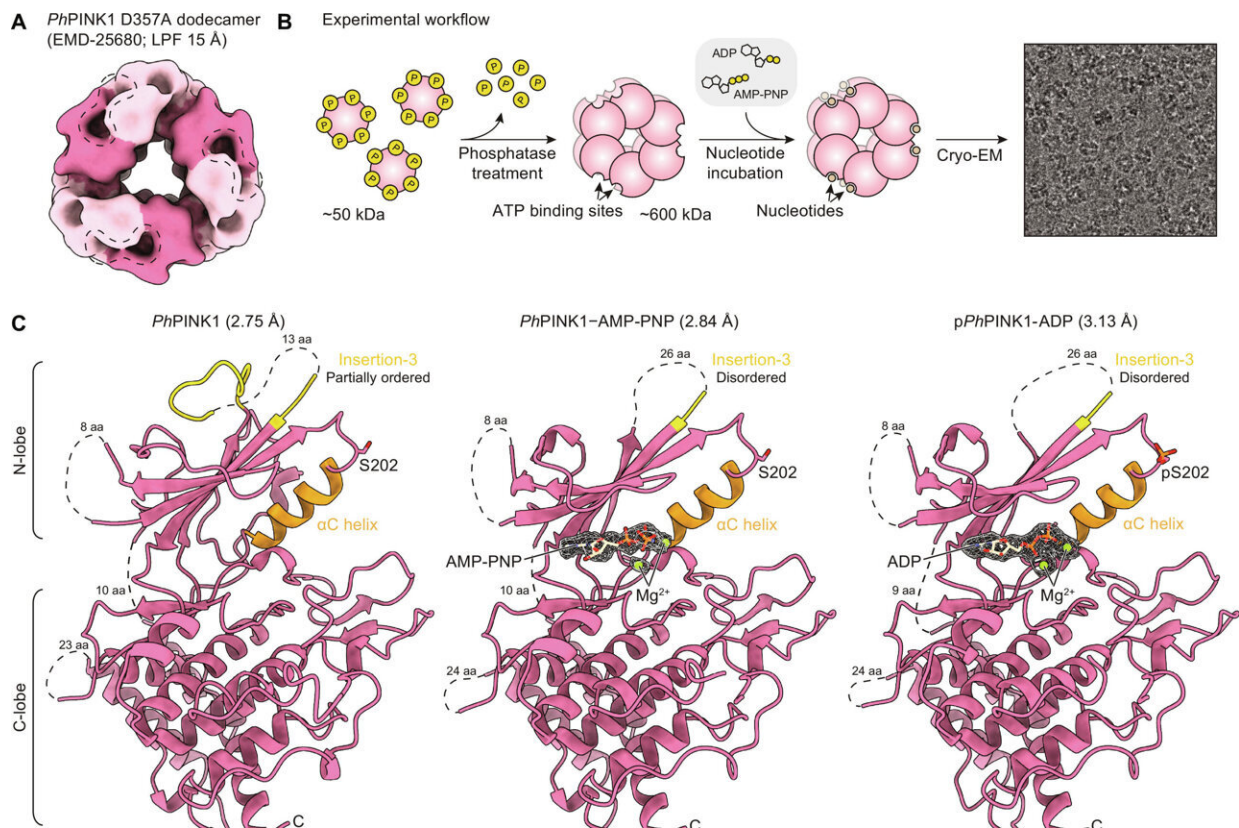 A
PhPINK1 D357A dodecamer
(EMD-25680; LPF 15 Å)
B
Experimental workflow
P P P P P P
P P P P P P
P P P P P P
P P P P P P
~50 kDa
Phosphatase
treatment
ATP binding sites
~600 kDa
ADP
AMP-PNP
Nucleotide
incubation
Nucleotides
Cryo-EM
C
N-lobe
C-lobe
PhPINK1 (2.75 Å)
13 aa
Insertion-3
Partially ordered
8 aa
S202
αC helix
10 aa
23 aa
C
PhPINK1−AMP-PNP (2.84 Å)
26 aa
Insertion-3
Disordered
8 aa
S202
αC helix
AMP-PNP
Mg²⁺
10 aa
24 aa
C
pPhPINK1-ADP (3.13 Å)
26 aa
Insertion-3
Disordered
8 aa
pS202
αC helix
ADP
Mg²⁺
9 aa
24 aa
C